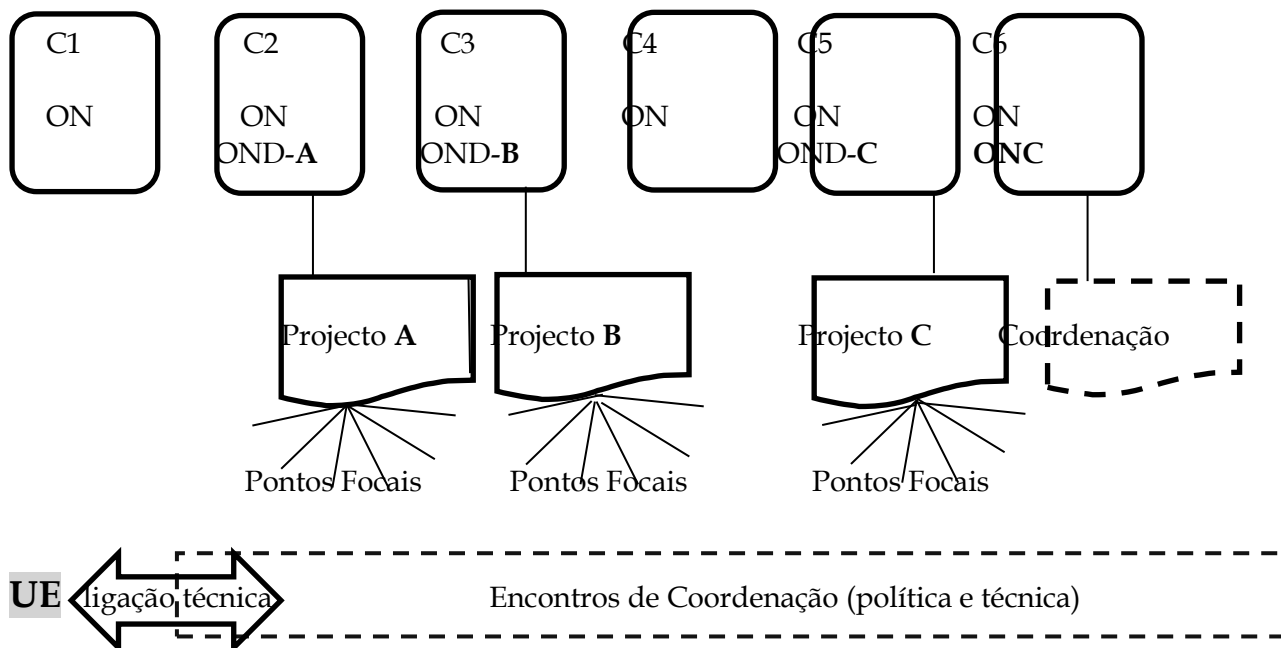 C1 C2 C3 C4 C5 C6
ON ON ON ON ON ON
OND-A OND-B OND-C ONC
Projecto A Projecto B Projecto C Coordenação
Pontos Focais Pontos Focais Pontos Focais
UE ligação técnica Encontros de Coordenação (política e técnica)